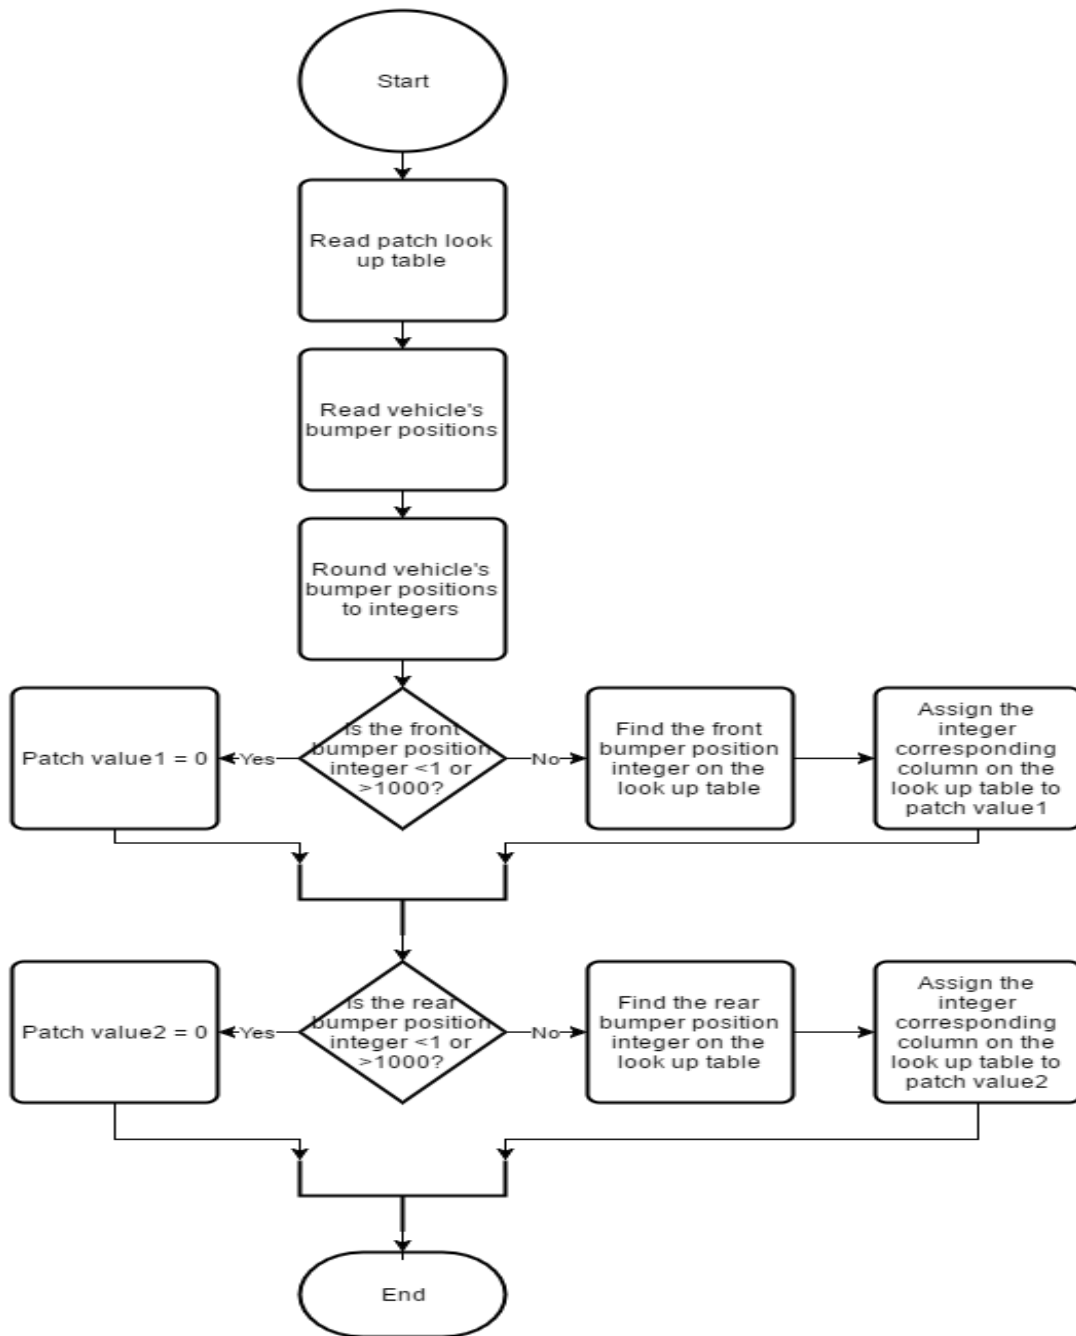 Start
Read patch look
up table
Read vehicle's
bumper positions
Round vehicle's
bumper positions
to integers
Patch value1 = 0
Yes
Is the front
bumper position
integer <1 or
>1000?
No
Find the front
bumper position
integer on the
look up table
Assign the
integer
corresponding
column on the
look up table to
patch value1
Patch value2 = 0
Yes
Is the rear
bumper position
integer <1 or
>1000?
No
Find the rear
bumper position
integer on the
look up table
Assign the
integer
corresponding
column on the
look up table to
patch value2
End